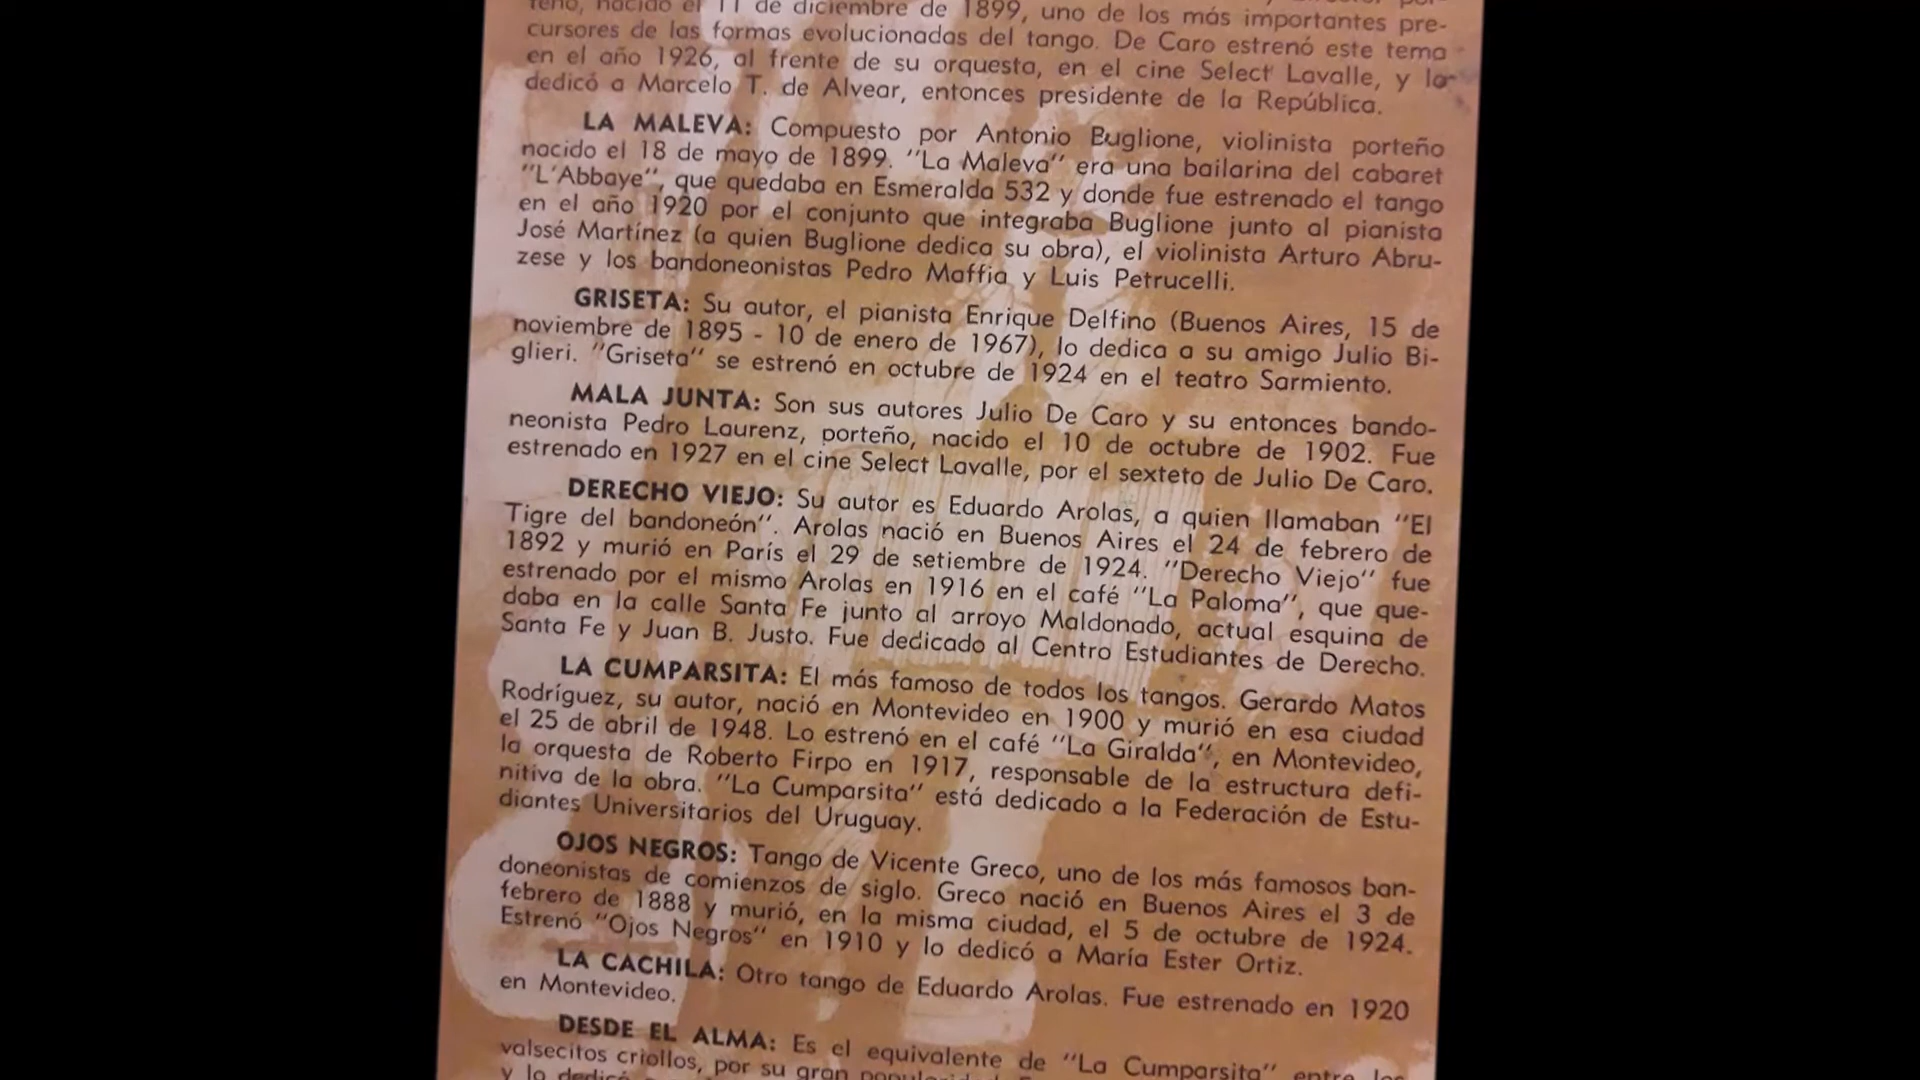 nacido el 11 de diciembre de 1899, uno de los más importantes pre-
cursores de las formas evolucionadas del tango. De Caro estrenó este tema
en el año 1926, al frente de su orquesta, en el cine Select Lavalle, y lo
dedicó a Marcelo T. de Alvear, entonces presidente de la República.
LA MALEVA: Compuesto por Antonio Buglione, violinista porteño
nacido el 18 de mayo de 1899. "La Maleva" era una bailarina del cabaret
"L'Abbaye", que quedaba en Esmeralda 532 y donde fue estrenado el tango
en el año 1920 por el conjunto que integraba Buglione junto al pianista
José Martínez (a quien Buglione dedica su obra), el violinista Arturo Abru-
zese y los bandoneonistas Pedro Maffia y Luis Petrucelli.
GRISETA: Su autor, el pianista Enrique Delfino (Buenos Aires, 15 de
noviembre de 1895 - 10 de enero de 1967), lo dedica a su amigo Julio Bi-
glieri. "Griseta" se estrenó en octubre de 1924 en el teatro Sarmiento.
MALA JUNTA: Son sus autores Julio De Caro y su entonces bando-
neonista Pedro Laurenz, porteño, nacido el 10 de octubre de 1902. Fue
estrenado en 1927 en el cine Select Lavalle, por el sexteto de Julio De Caro.
DERECHO VIEJO: Su autor es Eduardo Arolas, a quien llamaban "El
Tigre del bandoneón". Arolas nació en Buenos Aires el 24 de febrero de
1892 y murió en París el 29 de setiembre de 1924. "Derecho Viejo" fue
estrenado por el mismo Arolas en 1916 en el café "La Paloma", que que-
daba en la calle Santa Fe junto al arroyo Maldonado, actual esquina de
Santa Fe y Juan B. Justo. Fue dedicado al Centro Estudiantes de Derecho.
LA CUMPARSITA: El más famoso de todos los tangos. Gerardo Matos
Rodríguez, su autor, nació en Montevideo en 1900 y murió en esa ciudad
el 25 de abril de 1948. Lo estrenó en el café "La Giralda", en Montevideo,
la orquesta de Roberto Firpo en 1917, responsable de la estructura defi-
nitiva de la obra. "La Cumparsita" está dedicado a la Federación de Estu-
diantes Universitarios del Uruguay.
OJOS NEGROS: Tango de Vicente Greco, uno de los más famosos ban-
doneonistas de comienzos de siglo. Greco nació en Buenos Aires el 3 de
febrero de 1888 y murió, en la misma ciudad, el 5 de octubre de 1924.
Estrenó "Ojos Negros" en 1910 y lo dedicó a María Ester Ortiz.
LA CACHILA: Otro tango de Eduardo Arolas. Fue estrenado en 1920
en Montevideo.
DESDE EL ALMA: Es el equivalente de "La Cumparsita" entre los
valsecitos criollos, por su gran
y lo dedicó